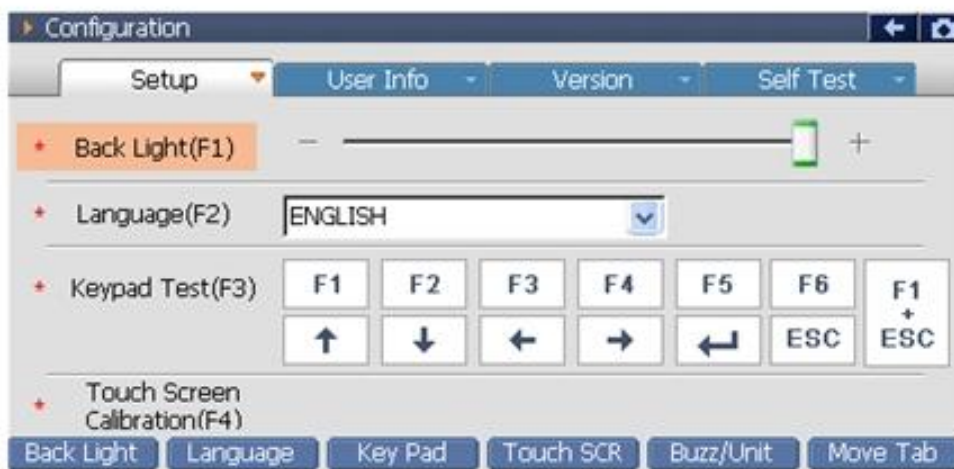 Configuration
Setup User Info Version Self Test
* Back Light(F1) - +
* Language(F2) ENGLISH
* Keypad Test(F3) F1 F2 F3 F4 F5 F6 F1 + ESC
↑ ↓ ← → ↵ ESC
* Touch Screen
Calibration(F4)
Back Light Language Key Pad Touch SCR Buzz/Unit Move Tab